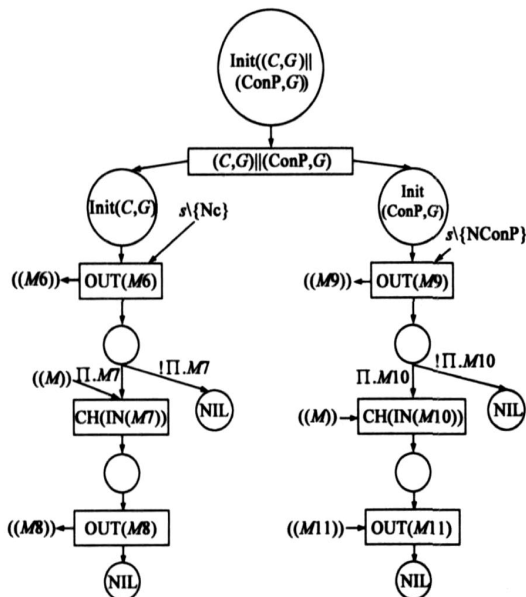 Init((C,G)||
(ConP,G))
(C,G)||(ConP,G)
Init(C,G)
s\{Nc}
Init
(ConP,G)
s\{NConP}
((M6))
OUT(M6)
((M9))
OUT(M9)
((M))
∏.M7
!∏.M7
∏.M10
!∏.M10
CH(IN(M7))
NIL
((M))
CH(IN(M10))
NIL
((M8))
OUT(M8)
((M11))
OUT(M11)
NIL
NIL